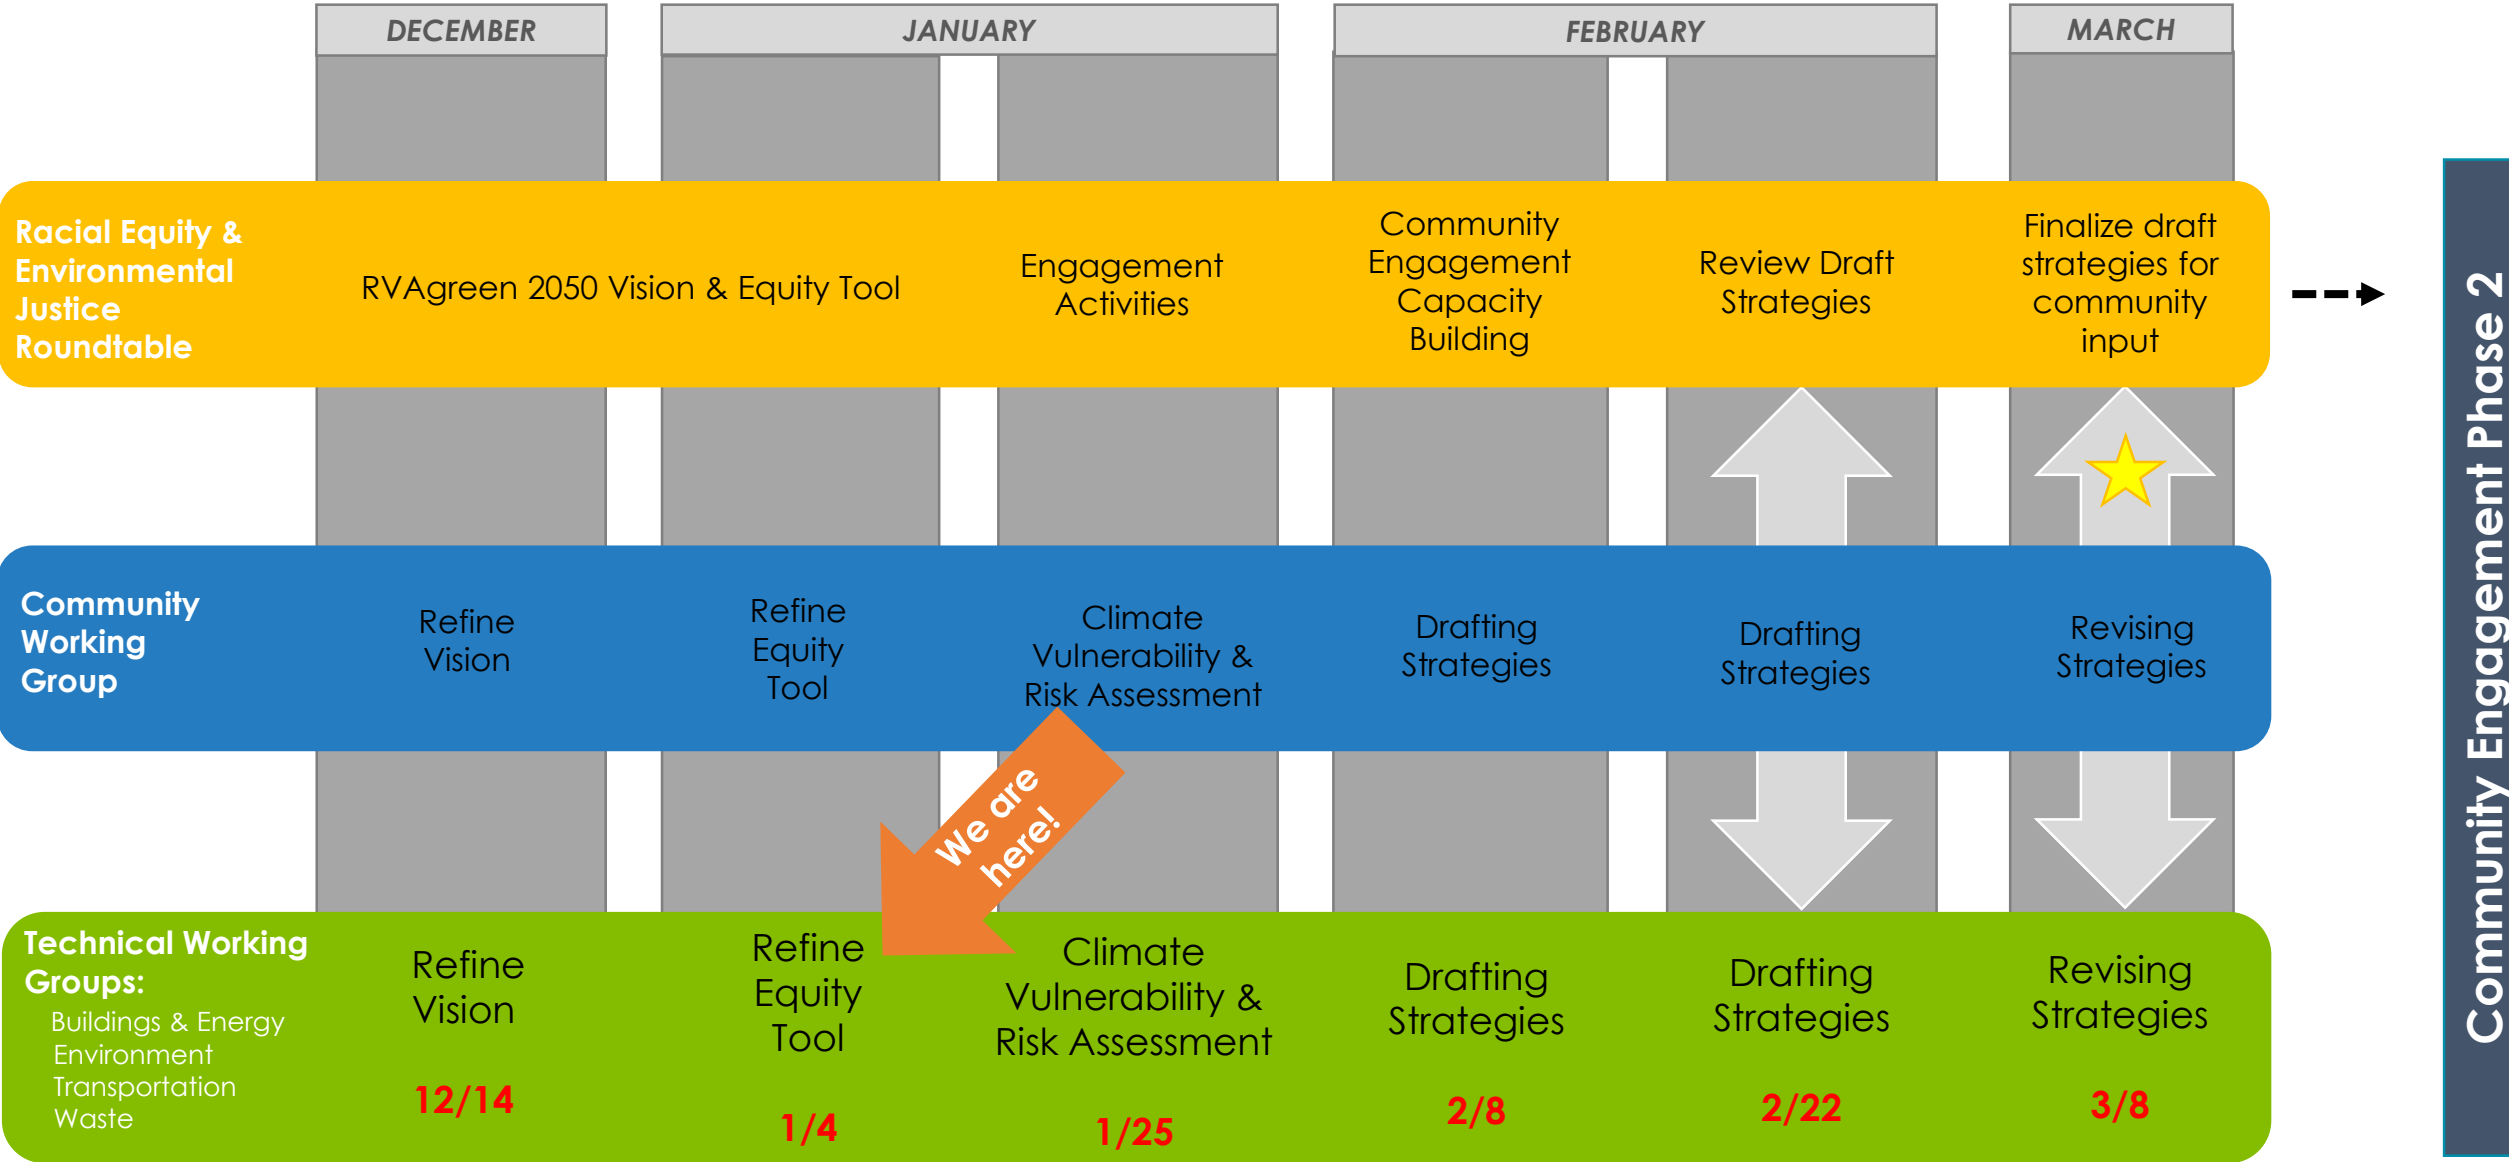 DECEMBER
JANUARY
FEBRUARY
MARCH
Racial Equity &
Environmental
Justice
Roundtable
RVAgreen 2050 Vision & Equity Tool
Engagement
Activities
Community
Engagement
Capacity
Building
Review Draft
Strategies
Finalize draft
strategies for
community
input
Community
Working
Group
Refine
Vision
Refine
Equity
Tool
Climate
Vulnerability &
Risk Assessment
Drafting
Strategies
Drafting
Strategies
Revising
Strategies
We are
here!
Technical Working
Groups:
Buildings & Energy
Environment
Transportation
Waste
Refine
Vision
12/14
Refine
Equity
Tool
1/4
Climate
Vulnerability &
Risk Assessment
1/25
Drafting
Strategies
2/8
Drafting
Strategies
2/22
Revising
Strategies
3/8
Community Engagement Phase 2